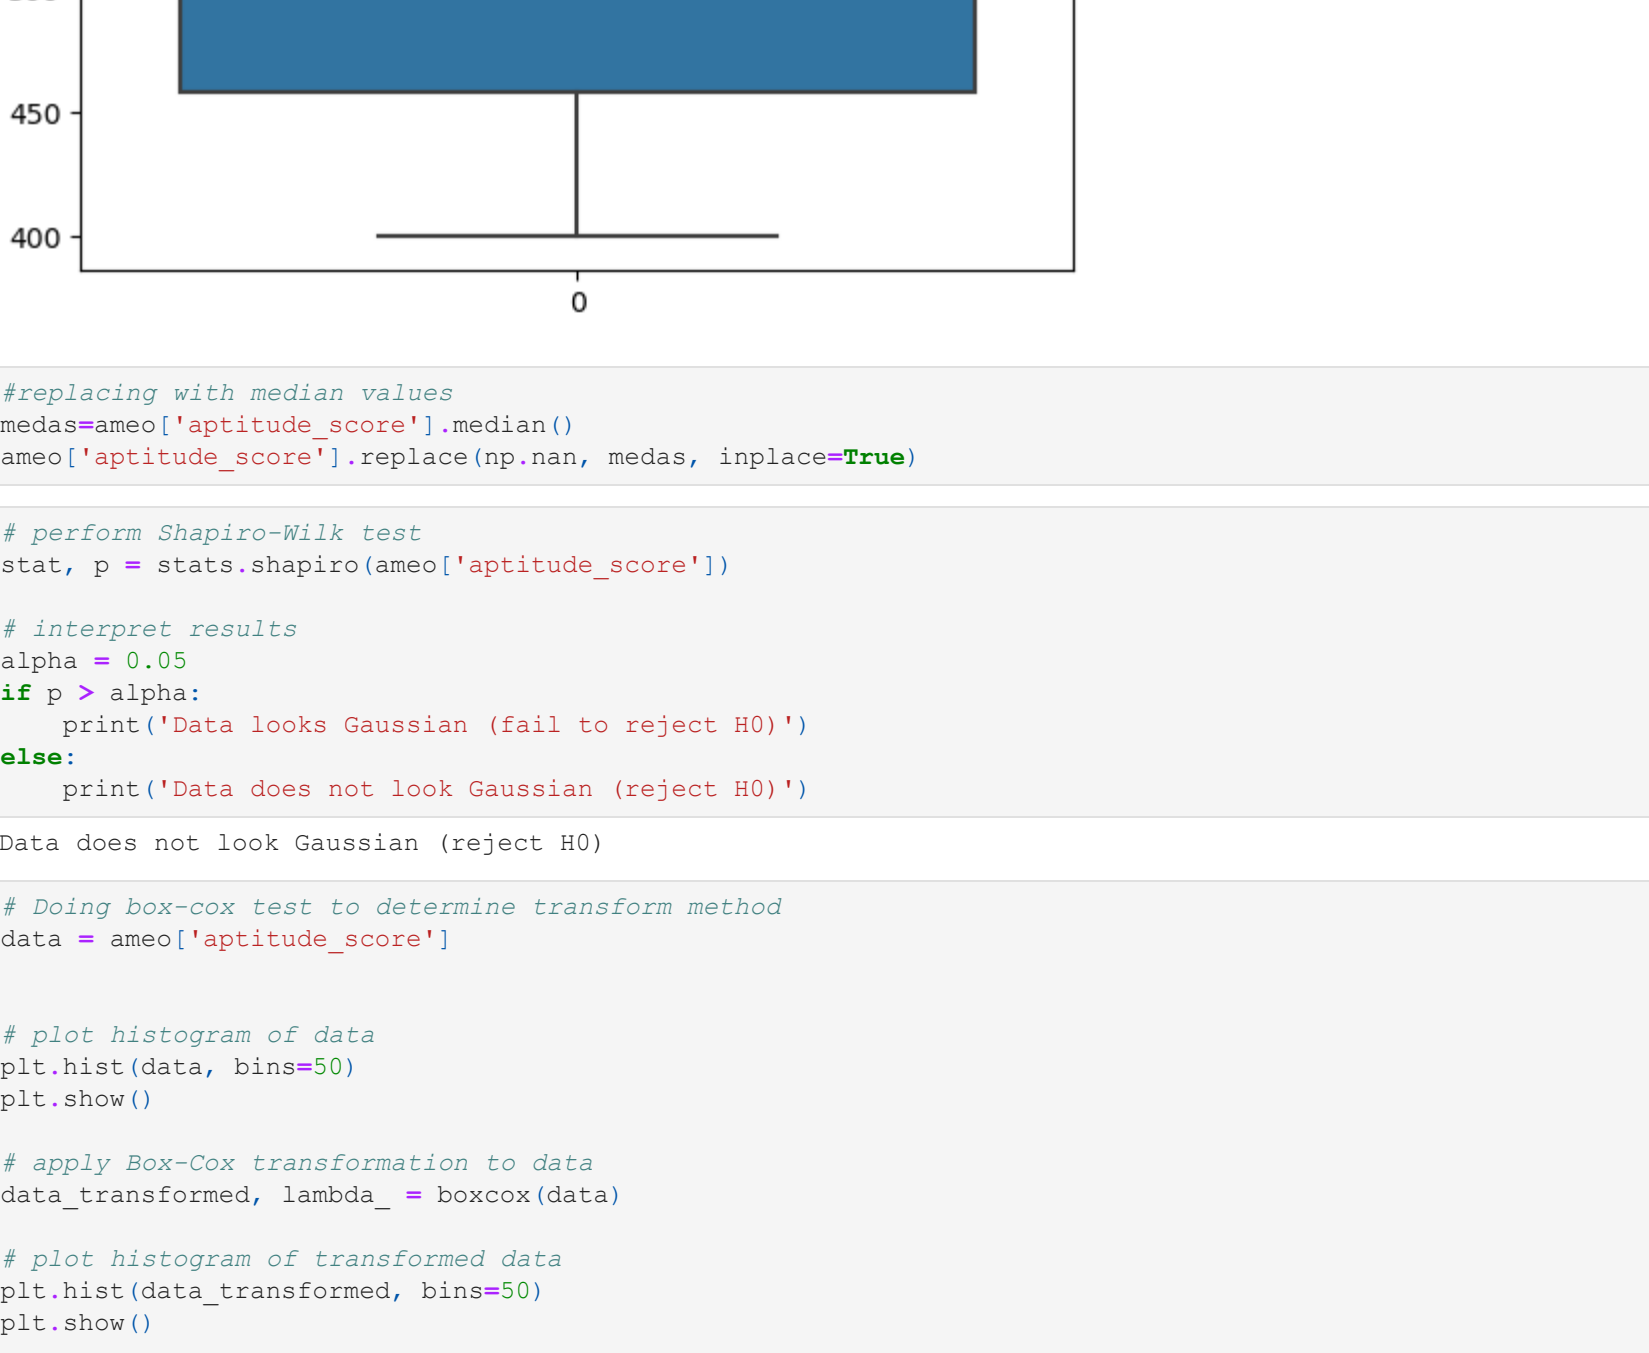 450
400
0
#replacing with median values
medas=ameo['aptitude_score'].median()
ameo['aptitude_score'].replace(np.nan, medas, inplace=True)
# perform Shapiro-Wilk test
stat, p = stats.shapiro(ameo['aptitude_score'])
# interpret results
alpha = 0.05
if p > alpha:
    print('Data looks Gaussian (fail to reject H0)')
else:
    print('Data does not look Gaussian (reject H0)')
Data does not look Gaussian (reject H0)
# Doing box-cox test to determine transform method
data = ameo['aptitude_score']
# plot histogram of data
plt.hist(data, bins=50)
plt.show()
# apply Box-Cox transformation to data
data_transformed, lambda_ = boxcox(data)
# plot histogram of transformed data
plt.hist(data_transformed, bins=50)
plt.show()